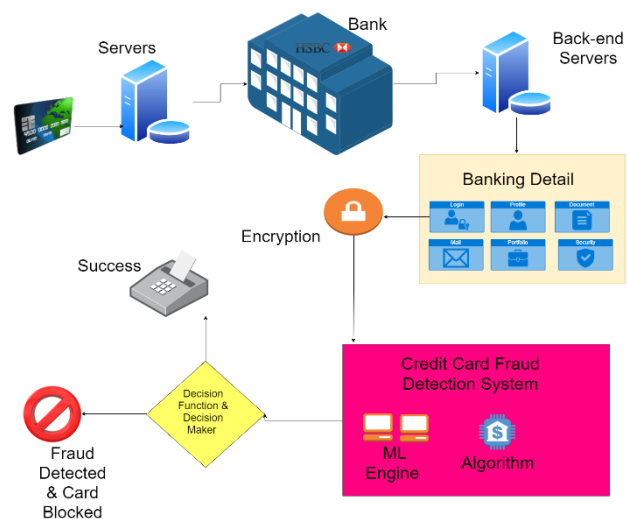 Servers
Bank
HSBC
Back-end
Servers
Banking Detail
Login
Profile
Document
Mail
Portfolio
Security
Encryption
Success
Credit Card Fraud
Detection System
ML
Engine
Algorithm
Decision
Function &
Decision
Maker
Fraud
Detected
& Card
Blocked